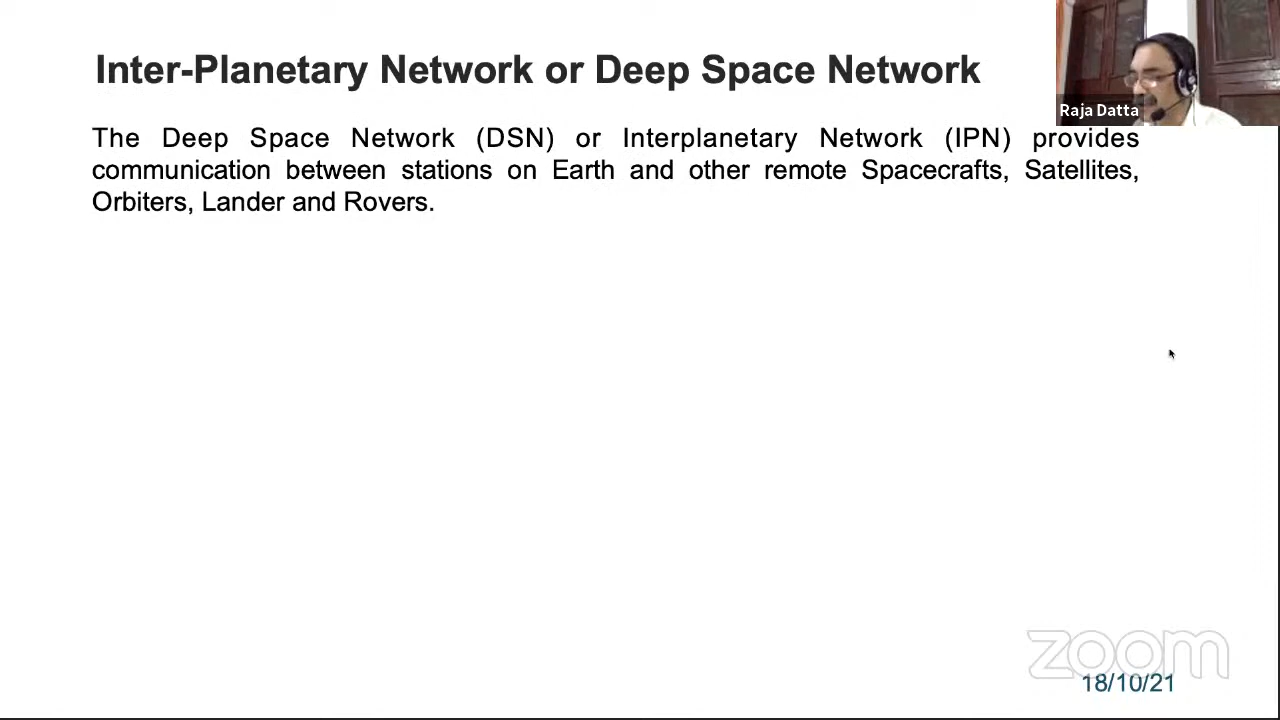 Inter-Planetary Network or Deep Space Network
Raja Datta
The Deep Space Network (DSN) or Interplanetary Network (IPN) provides
communication between stations on Earth and other remote Spacecrafts, Satellites,
Orbiters, Lander and Rovers.
zoom
18/10/21